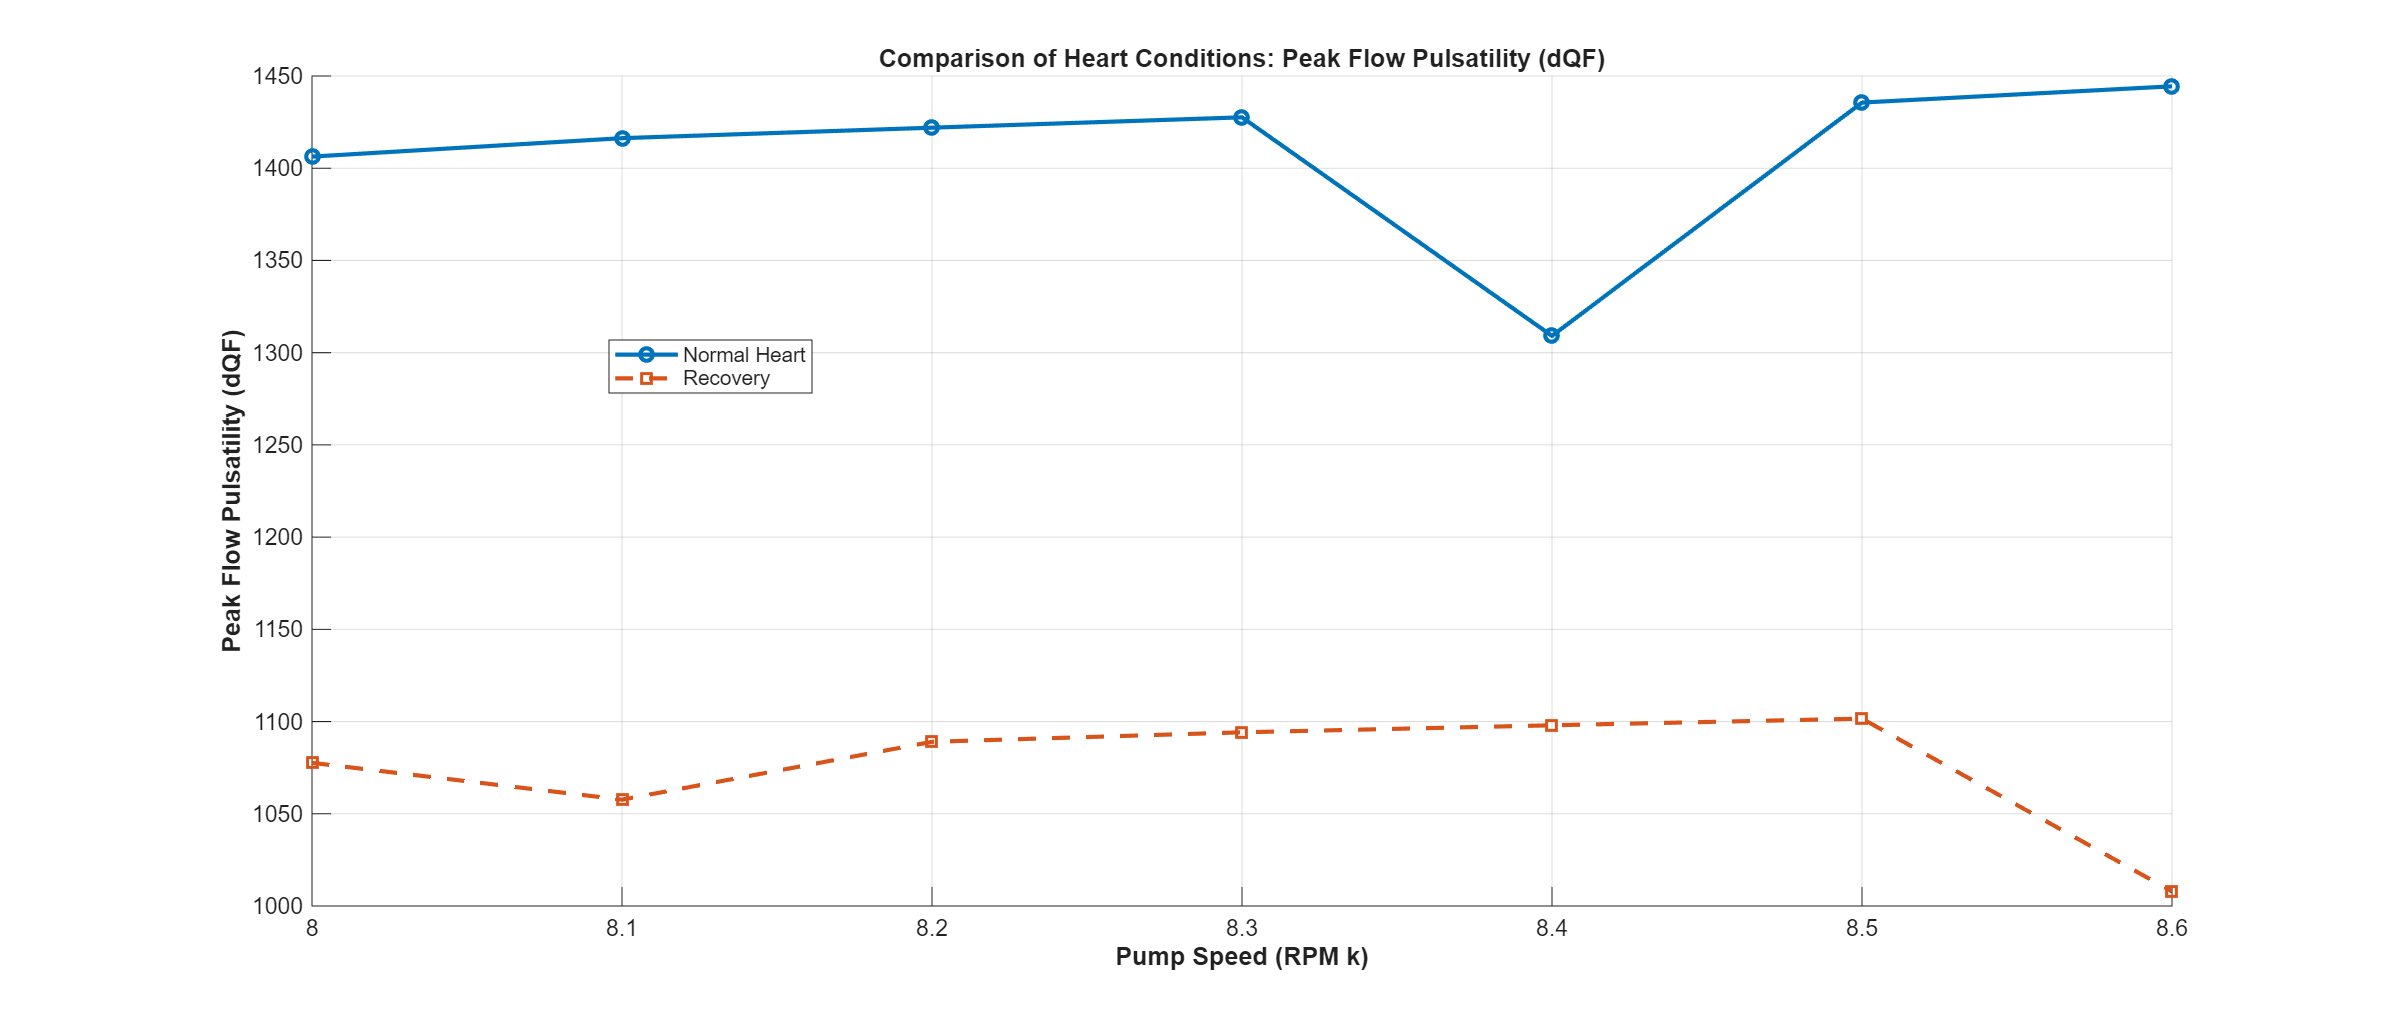 Comparison of Heart Conditions: Peak Flow Pulsatility (dQF)
Peak Flow Pulsatility (dQF)
1450
1400
1350
1300
1250
1200
1150
1100
1050
1000
Normal Heart
Recovery
8 8.1 8.2 8.3 8.4 8.5 8.6
Pump Speed (RPM k)